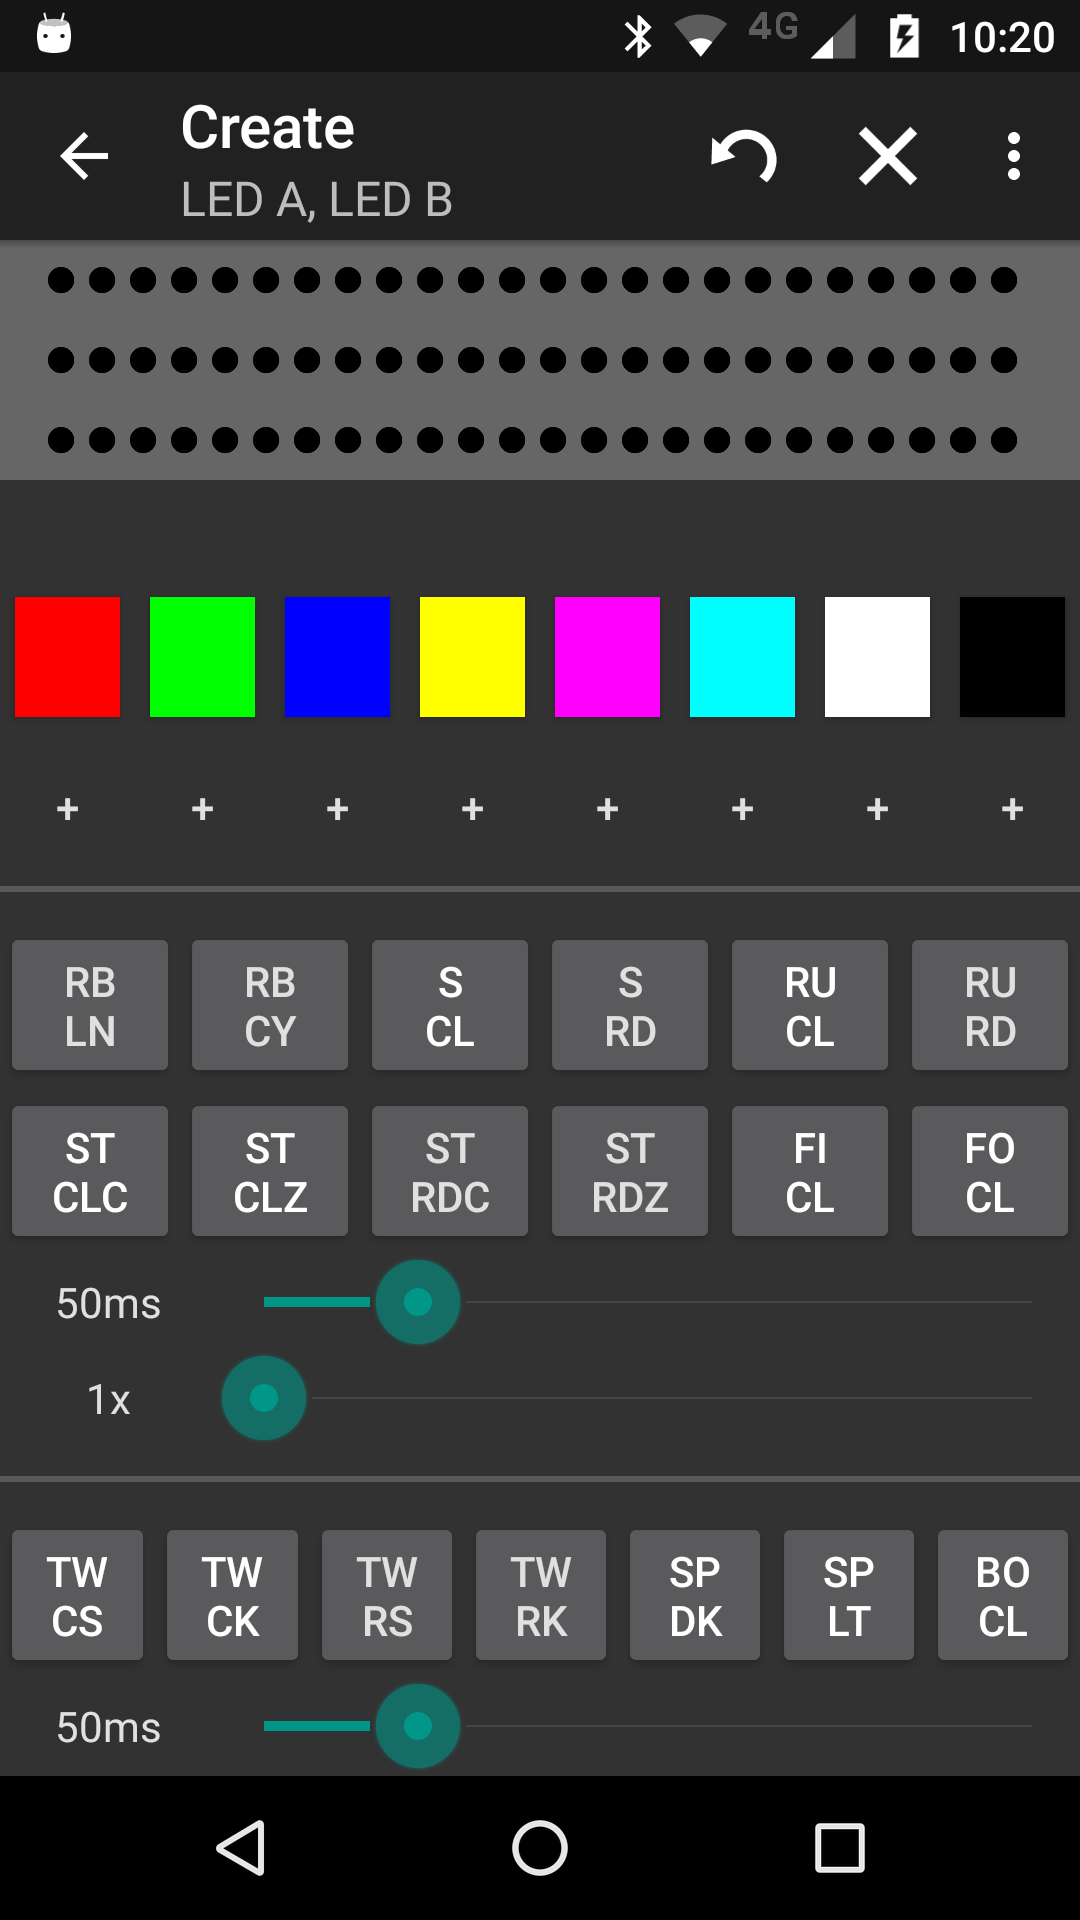 4G 10:20
Create
LED A, LED B
+ + + + + + + +
RB LN RB CY S CL S RD RU CL RU RD
ST CLC ST CLZ ST RDC ST RDZ FI CL FO CL
50ms
1x
TW CS TW CK TW RS TW RK SP DK SP LT BO CL
50ms